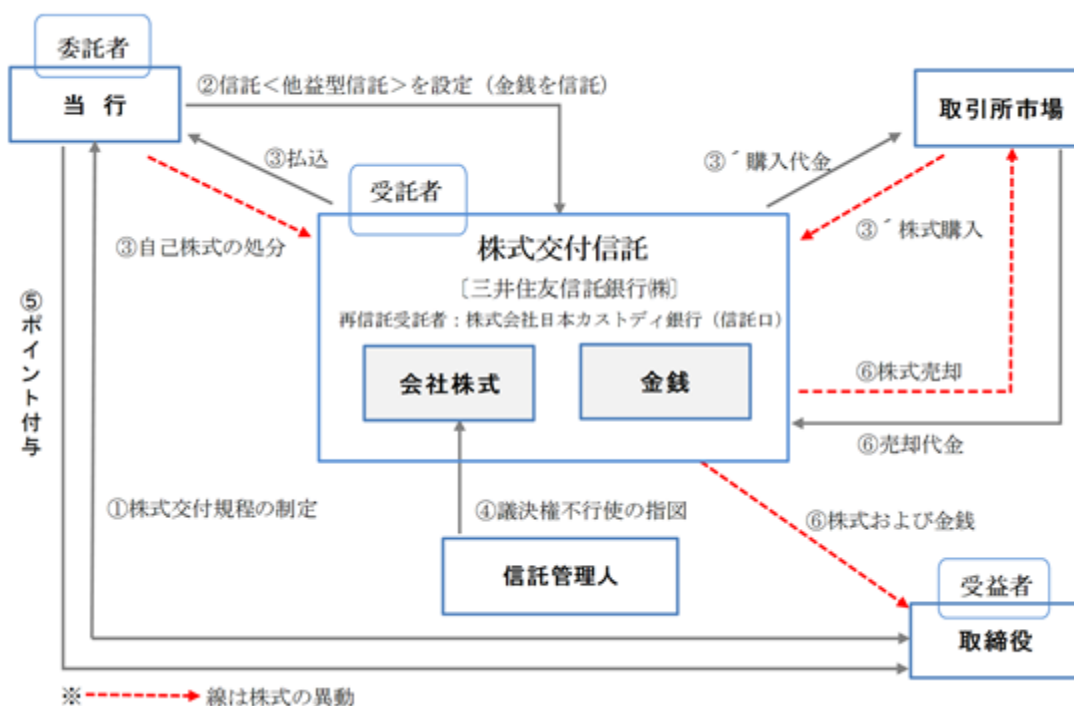 委託者
当 行
②信託＜他益型信託＞を設定（金銭を信託）
取引所市場
③払込
受託者
③´購入代金
③自己株式の処分
③´株式購入
株式交付信託
〔三井住友信託銀行㈱〕
再信託受託者：株式会社日本カストディ銀行（信託口）
会社株式
金銭
⑥株式売却
⑥売却代金
⑤ポイント付与
①株式交付規程の制定
④議決権不行使の指図
⑥株式および金銭
信託管理人
受益者
取締役
※ 線は株式の異動